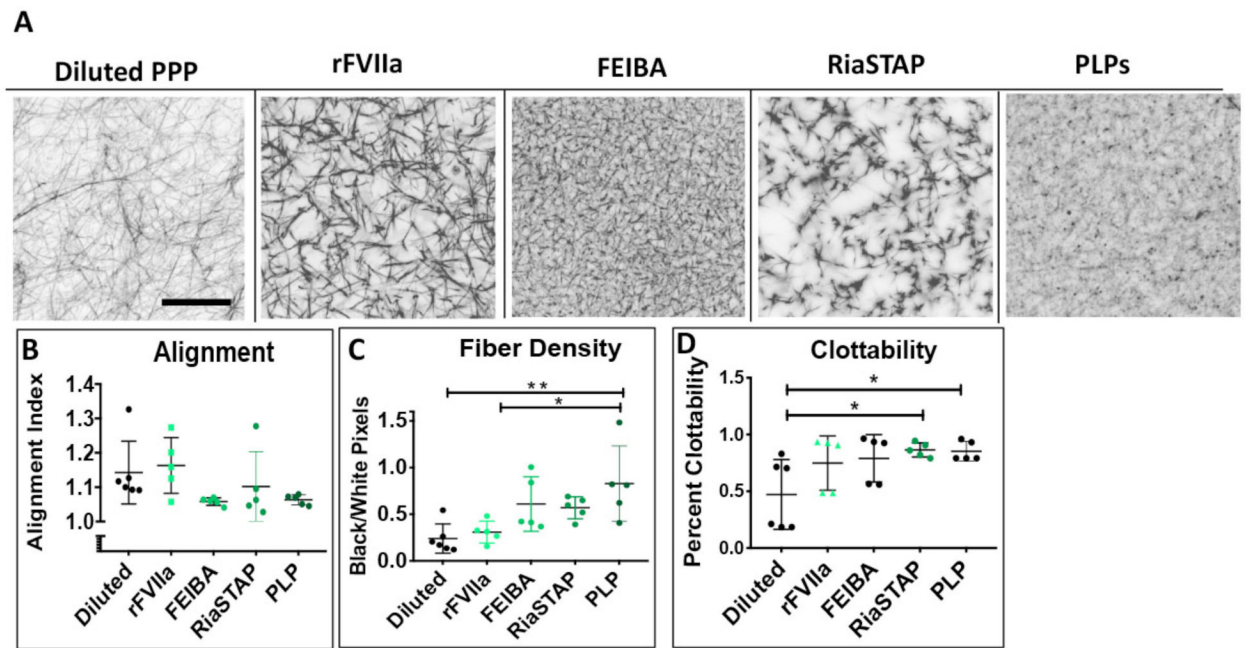 A
Diluted PPP rFVIIa FEIBA RiaSTAP PLPs
B Alignment
Alignment Index
1.4
1.3
1.2
1.1
1.0
Diluted rFVIIa FEIBA RiaSTAP PLP
C Fiber Density
Black/White Pixels
**
*
1.5
1.0
0.5
0.0
Diluted rFVIIa FEIBA RiaSTAP PLP
D Clottability
Percent Clottability
*
*
1.5
1.0
0.5
0.0
Diluted rFVIIa FEIBA RiaSTAP PLP